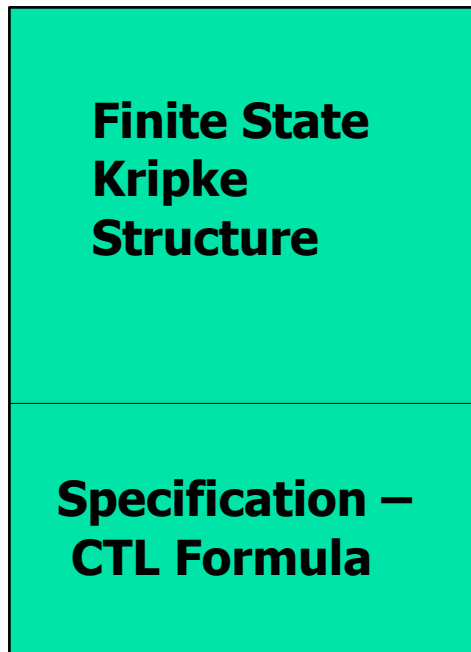 Finite State
Kripke
Structure
Specification –
CTL Formula